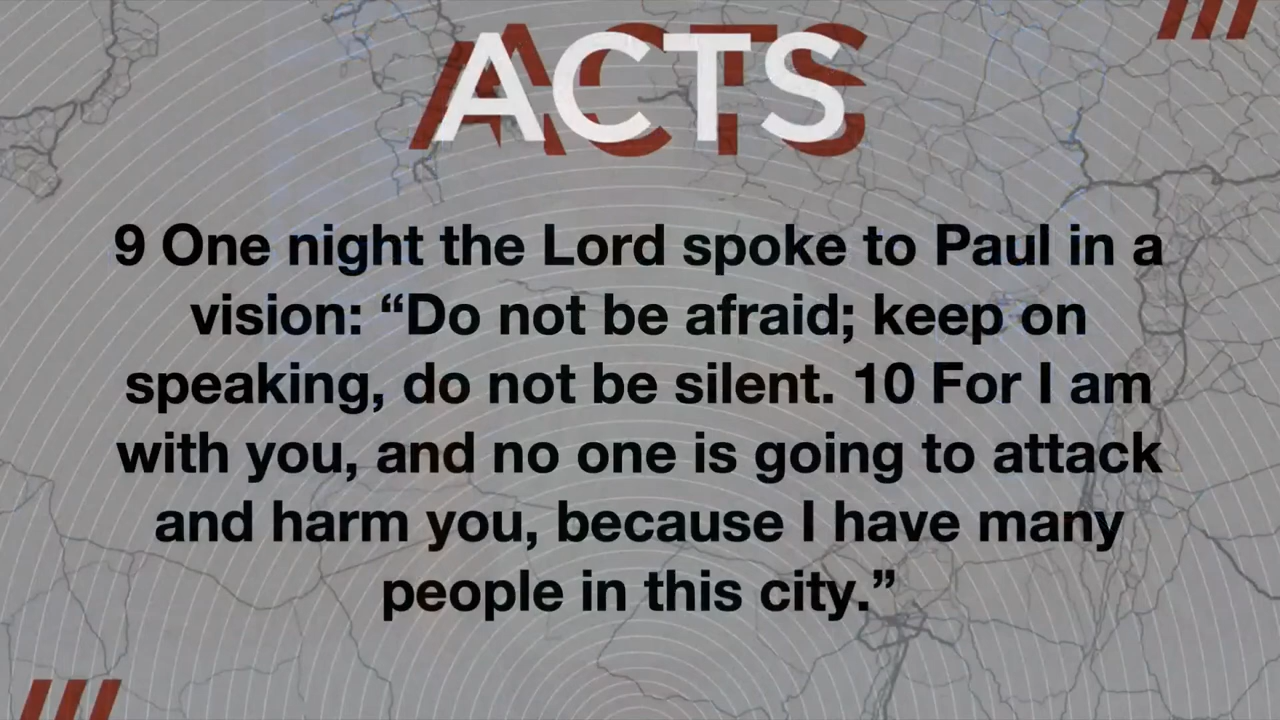 ACTS
9 One night the Lord spoke to Paul in a
vision: “Do not be afraid; keep on
speaking, do not be silent. 10 For I am
with you, and no one is going to attack
and harm you, because I have many
people in this city.”